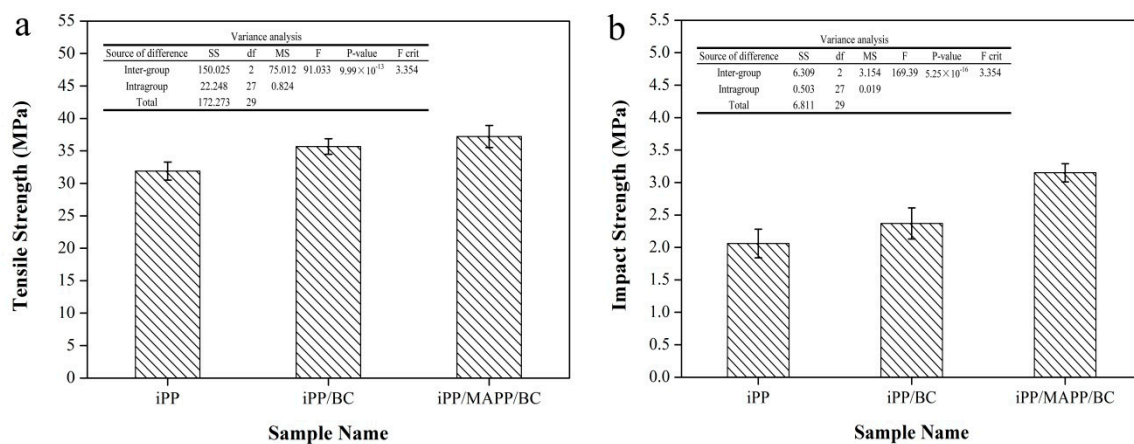 a
Tensile Strength (MPa)
55
50
45
40
35
30
25
20
15
10
5
0
Variance analysis
Source of difference SS df MS F P-value F crit
Inter-group 150.025 2 75.012 91.033 9.99×10⁻¹³ 3.354
Intragroup 22.248 27 0.824
Total 172.273 29
iPP iPP/BC iPP/MAPP/BC
Sample Name
b
Impact Strength (MPa)
5.5
5.0
4.5
4.0
3.5
3.0
2.5
2.0
1.5
1.0
0.5
0.0
Variance analysis
Source of difference SS df MS F P-value F crit
Inter-group 6.309 2 3.154 169.39 5.25×10⁻¹⁶ 3.354
Intragroup 0.503 27 0.019
Total 6.811 29
iPP iPP/BC iPP/MAPP/BC
Sample Name